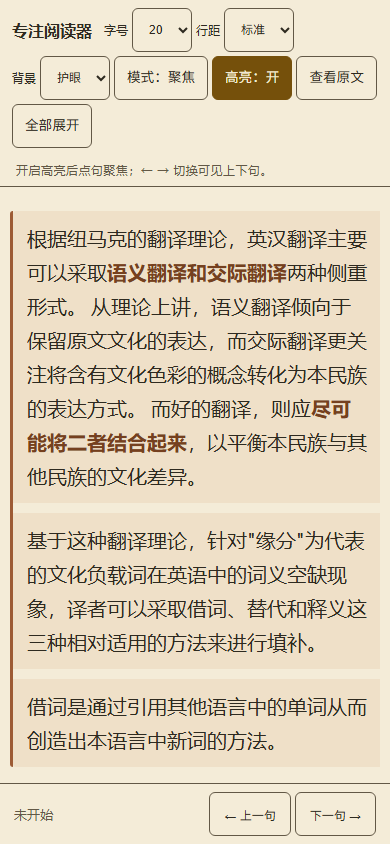 专注阅读器 字号 20 行距 标准
背景 护眼 模式：聚焦 高亮：开 查看原文
全部展开
开启高亮后点句聚焦；← → 切换可见上下句。
根据纽马克的翻译理论，英汉翻译主要
可以采取语义翻译和交际翻译两种侧重
形式。 从理论上讲，语义翻译倾向于
保留原文文化的表达，而交际翻译更关
注将含有文化色彩的概念转化为本民族
的表达方式。 而好的翻译，则应尽可
能将二者结合起来，以平衡本民族与其
他民族的文化差异。
基于这种翻译理论，针对"缘分"为代表
的文化负载词在英语中的词义空缺现
象，译者可以采取借词、替代和释义这
三种相对适用的方法来进行填补。
借词是通过引用其他语言中的单词从而
创造出本语言中新词的方法。
未开始 ← 上一句 下一句 →